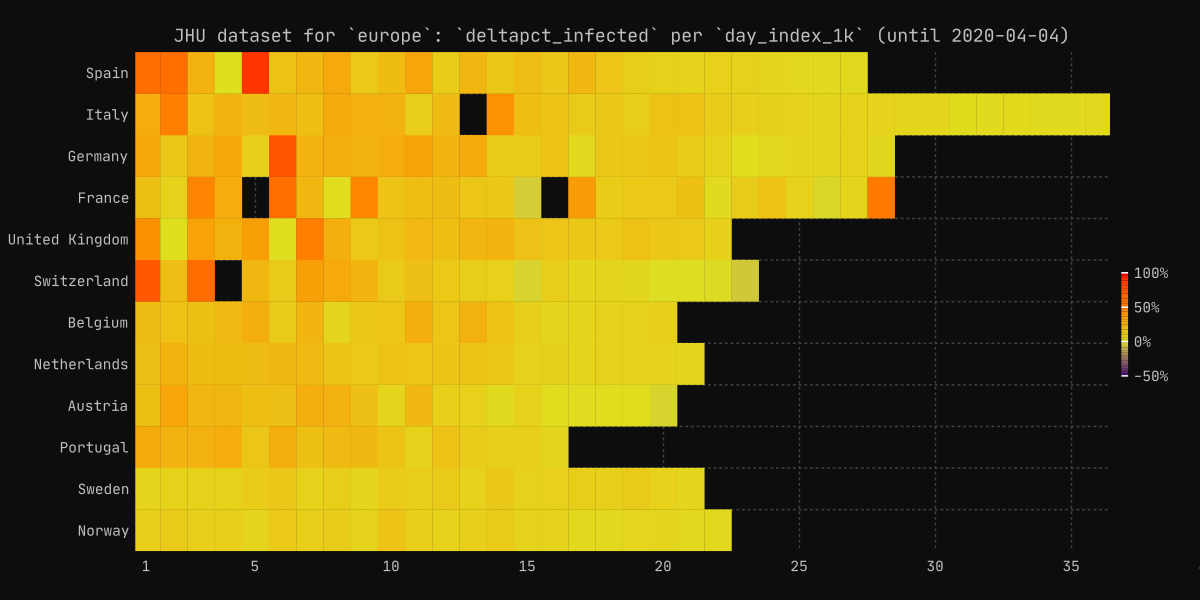 JHU dataset for `europe`: `deltapct_infected` per `day_index_1k` (until 2020-04-04)
Spain
Italy
Germany
France
United Kingdom
Switzerland
Belgium
Netherlands
Austria
Portugal
Sweden
Norway
100%
50%
0%
-50%
1 5 10 15 20 25 30 35